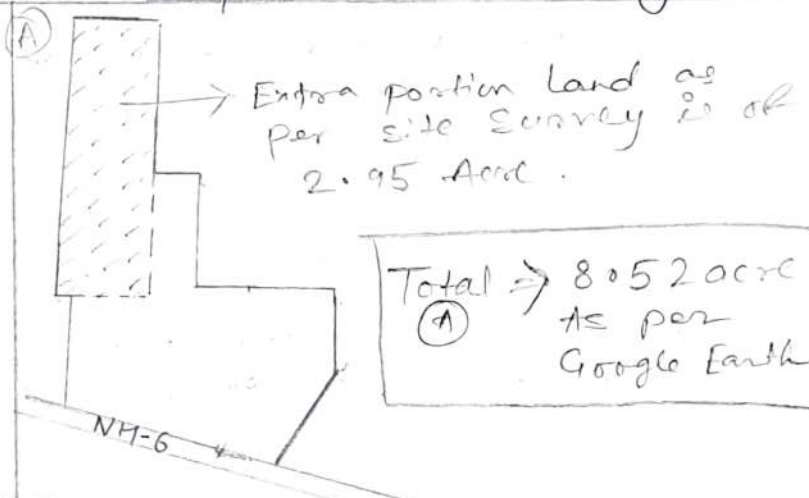 A
Extra portion land as
per site survey is of
2.95 Acre.
Total ⇒ 8.52 acre
A
As per
Google Earth
NH-6